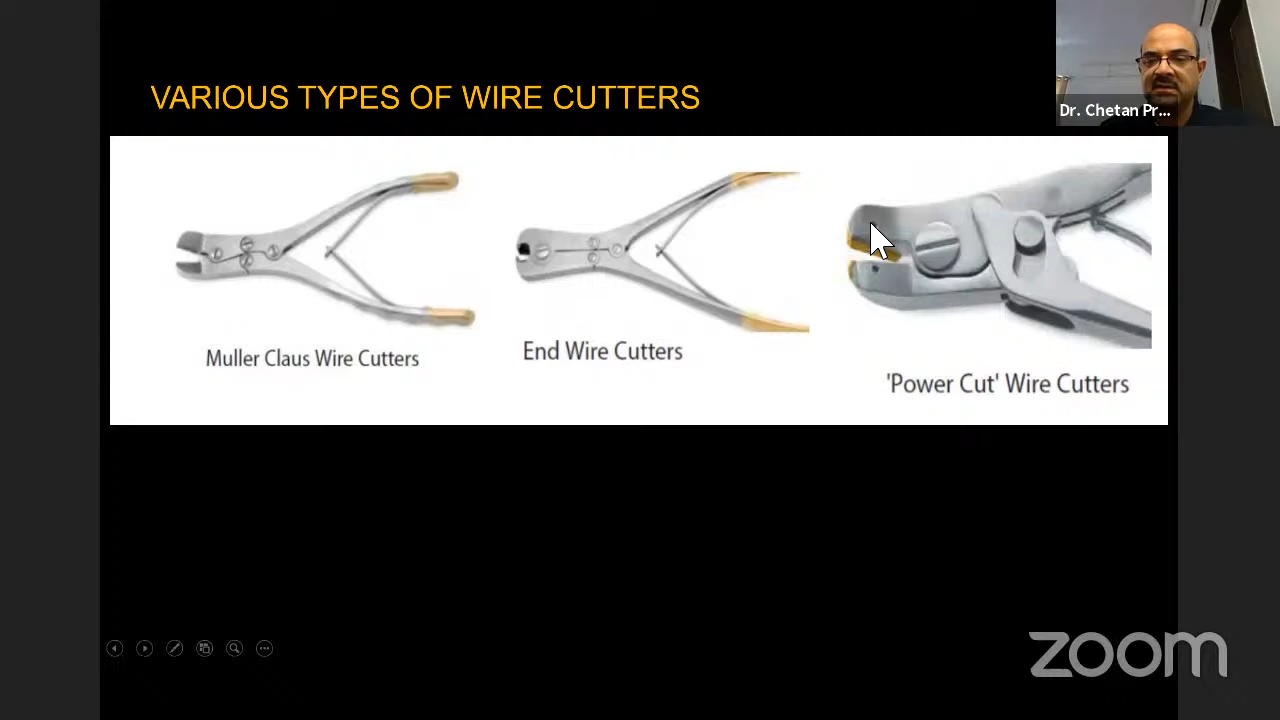 VARIOUS TYPES OF WIRE CUTTERS
Dr. Chetan Pr...
Muller Claus Wire Cutters
End Wire Cutters
'Power Cut' Wire Cutters
zoom